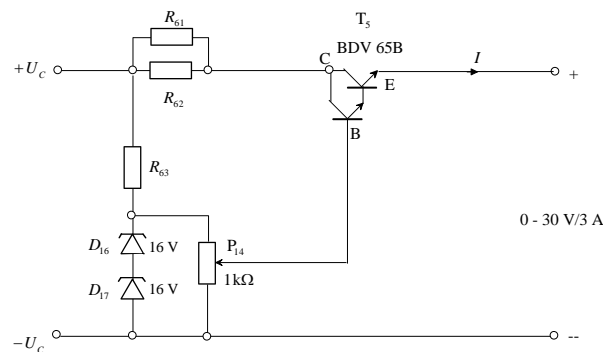 R61
T5
BDV 65B
+UC
C
I
+
R62
E
B
R63
0 - 30 V/3 A
D16
16 V
P14
D17
16 V
1kΩ
−UC
--